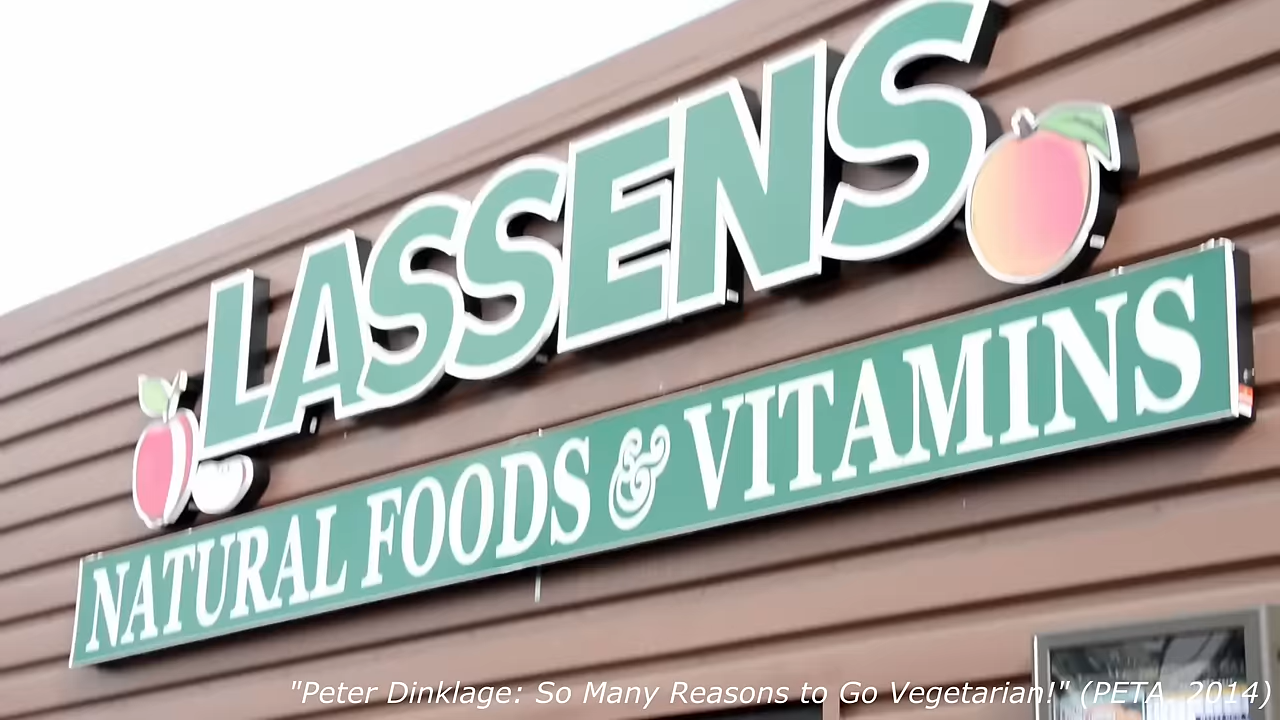 LASSENS
NATURAL FOODS & VITAMINS
"Peter Dinklage: So Many Reasons to Go Vegetarian!" (PETA, 2014)